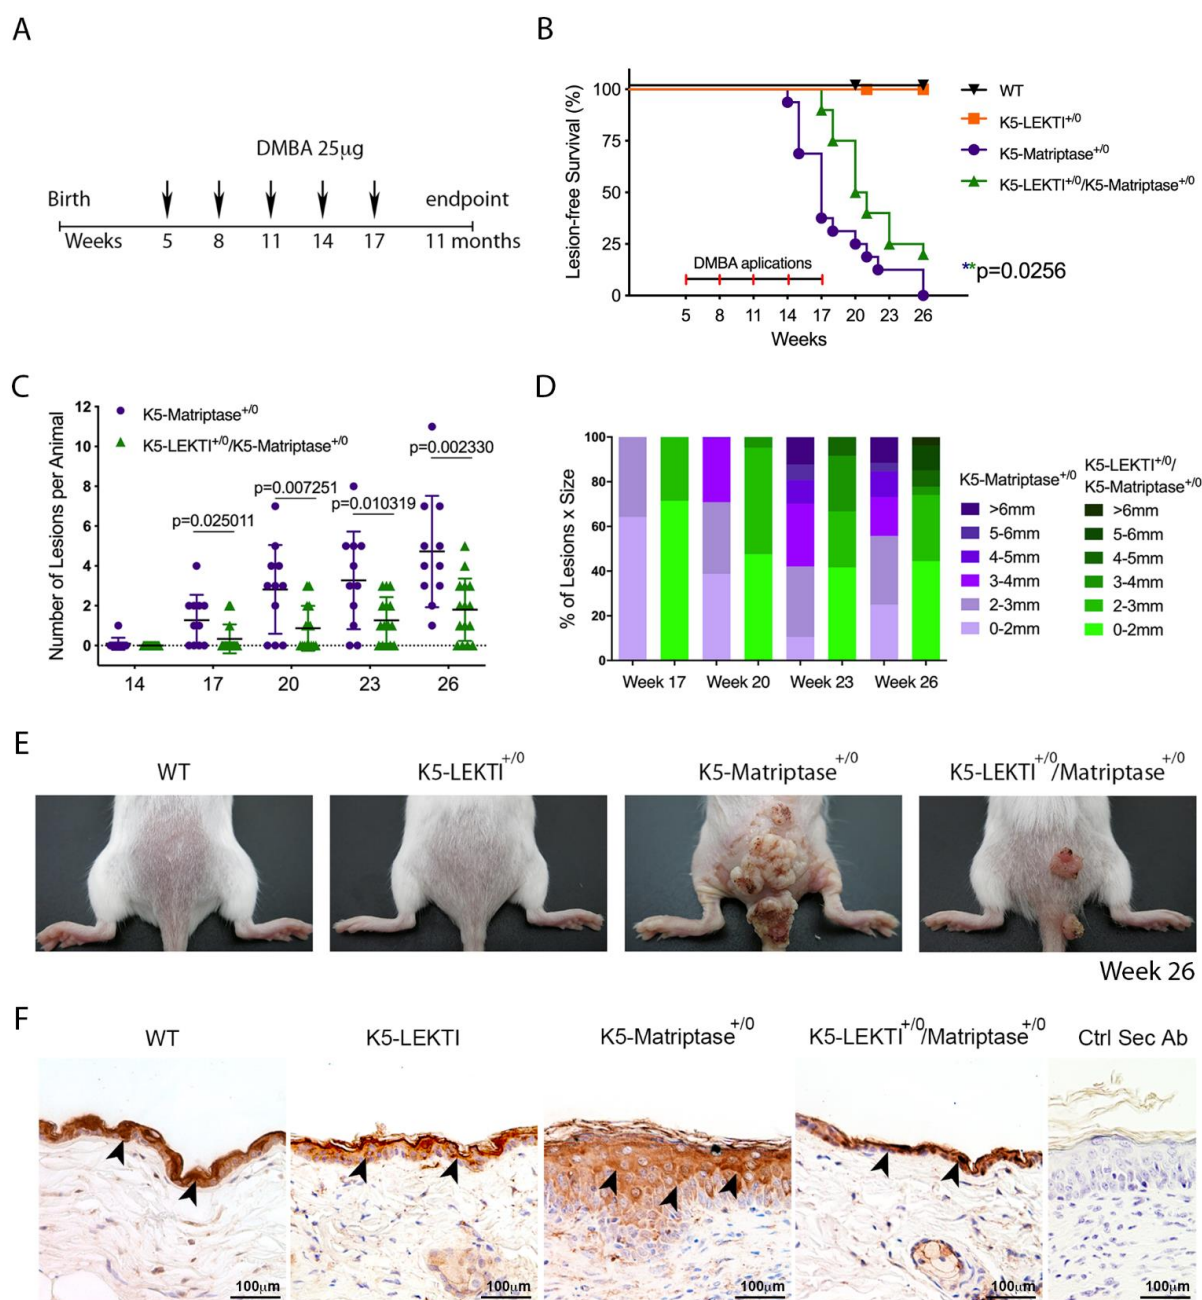 A
DMBA 25µg
Birth
endpoint
Weeks 5 8 11 14 17 11 months
B
Lesion-free Survival (%)
100
75
50
25
0
DMBA aplications
5 8 11 14 17 20 23 26
Weeks
WT
K5-LEKTI+/0
K5-Matriptase+/0
K5-LEKTI+/0/K5-Matriptase+/0
**p=0.0256
C
Number of Lesions per Animal
12
10
8
6
4
2
0
K5-Matriptase+/0
K5-LEKTI+/0/K5-Matriptase+/0
p=0.025011
p=0.007251
p=0.010319
p=0.002330
14 17 20 23 26
D
% of Lesions x Size
100
80
60
40
20
0
Week 17 Week 20 Week 23 Week 26
K5-Matriptase+/0
>6mm
5-6mm
4-5mm
3-4mm
2-3mm
0-2mm
K5-LEKTI+/0/
K5-Matriptase+/0
>6mm
5-6mm
4-5mm
3-4mm
2-3mm
0-2mm
E
WT
K5-LEKTI+/0
K5-Matriptase+/0
K5-LEKTI+/0/Matriptase+/0
Week 26
F
WT
K5-LEKTI
K5-Matriptase+/0
K5-LEKTI+/0/Matriptase+/0
Ctrl Sec Ab
100µm
100µm
100µm
100µm
100µm